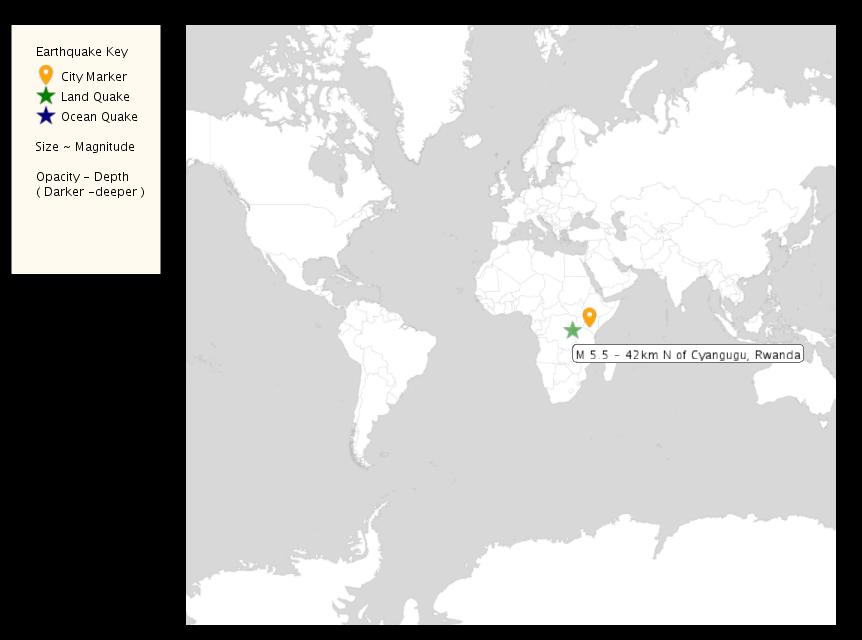 Earthquake Key
City Marker
Land Quake
Ocean Quake
Size ~ Magnitude
Opacity - Depth
( Darker -deeper )
M 5.5 - 42km N of Cyangugu, Rwanda